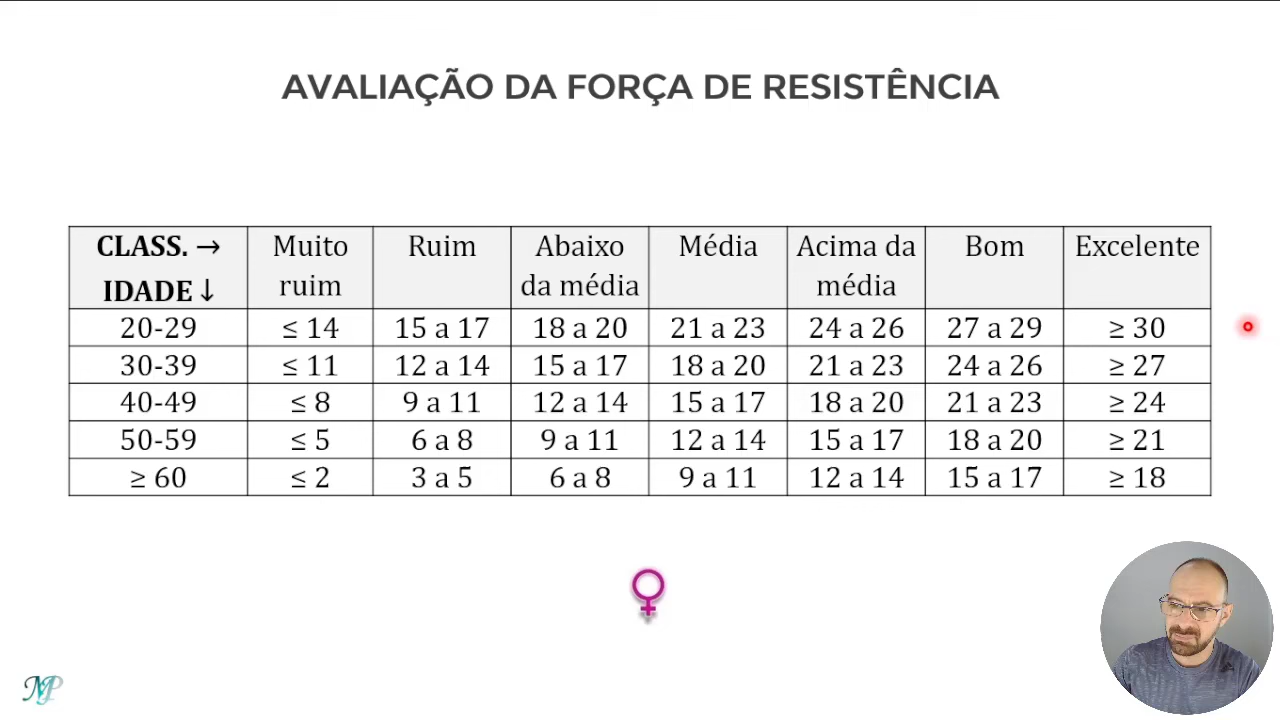 AVALIAÇÃO DA FORÇA DE RESISTÊNCIA
CLASS. → Muito ruim Ruim Abaixo da média Média Acima da média Bom Excelente
IDADE ↓
20-29 ≤ 14 15 a 17 18 a 20 21 a 23 24 a 26 27 a 29 ≥ 30
30-39 ≤ 11 12 a 14 15 a 17 18 a 20 21 a 23 24 a 26 ≥ 27
40-49 ≤ 8 9 a 11 12 a 14 15 a 17 18 a 20 21 a 23 ≥ 24
50-59 ≤ 5 6 a 8 9 a 11 12 a 14 15 a 17 18 a 20 ≥ 21
≥ 60 ≤ 2 3 a 5 6 a 8 9 a 11 12 a 14 15 a 17 ≥ 18
♀
MP